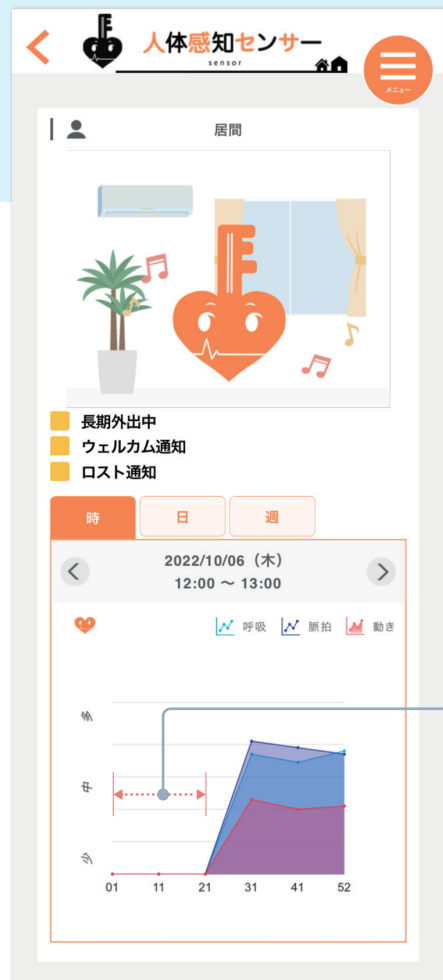 人体感知センサー
sensor
メニュー
居間
長期外出中
ウェルカム通知
ロスト通知
時 日 週
2022/10/06（木）
12:00 ～ 13:00
呼吸 脈拍 動き
多
中
少
01 11 21 31 41 52